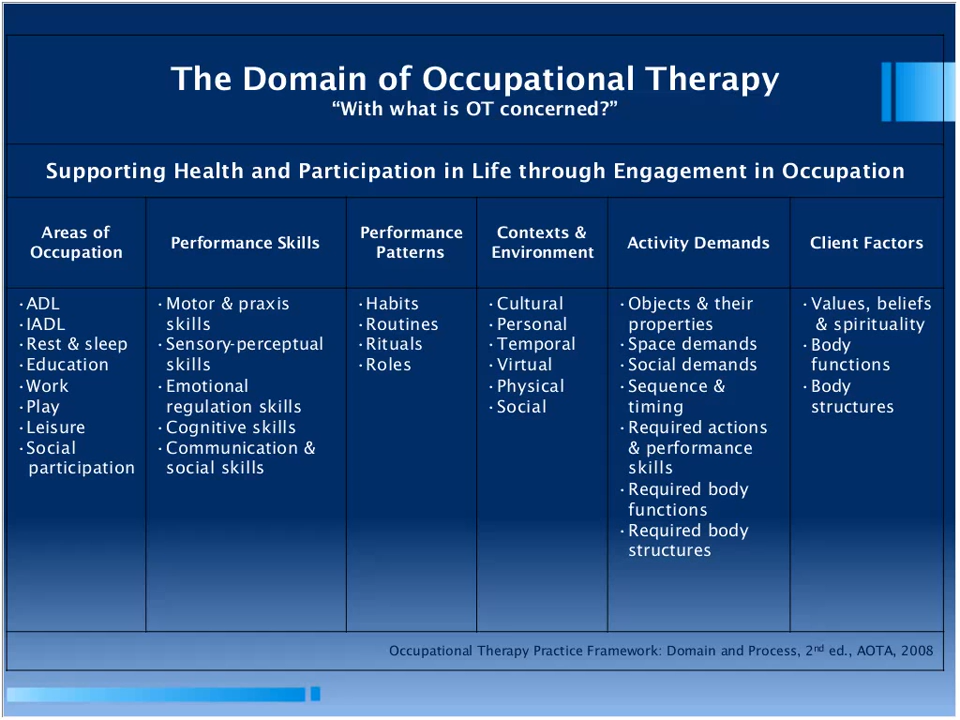 The Domain of Occupational Therapy
“With what is OT concerned?”
Supporting Health and Participation in Life through Engagement in Occupation
Areas of
Occupation
Performance Skills
Performance
Patterns
Contexts &
Environment
Activity Demands
Client Factors
•ADL
•IADL
•Rest & sleep
•Education
•Work
•Play
•Leisure
•Social
participation
•Motor & praxis
skills
•Sensory-perceptual
skills
•Emotional
regulation skills
•Cognitive skills
•Communication &
social skills
•Habits
•Routines
•Rituals
•Roles
•Cultural
•Personal
•Temporal
•Virtual
•Physical
•Social
•Objects & their
properties
•Space demands
•Social demands
•Sequence &
timing
•Required actions
& performance
skills
•Required body
functions
•Required body
structures
•Values, beliefs
& spirituality
•Body
functions
•Body
structures
Occupational Therapy Practice Framework: Domain and Process, 2nd ed., AOTA, 2008